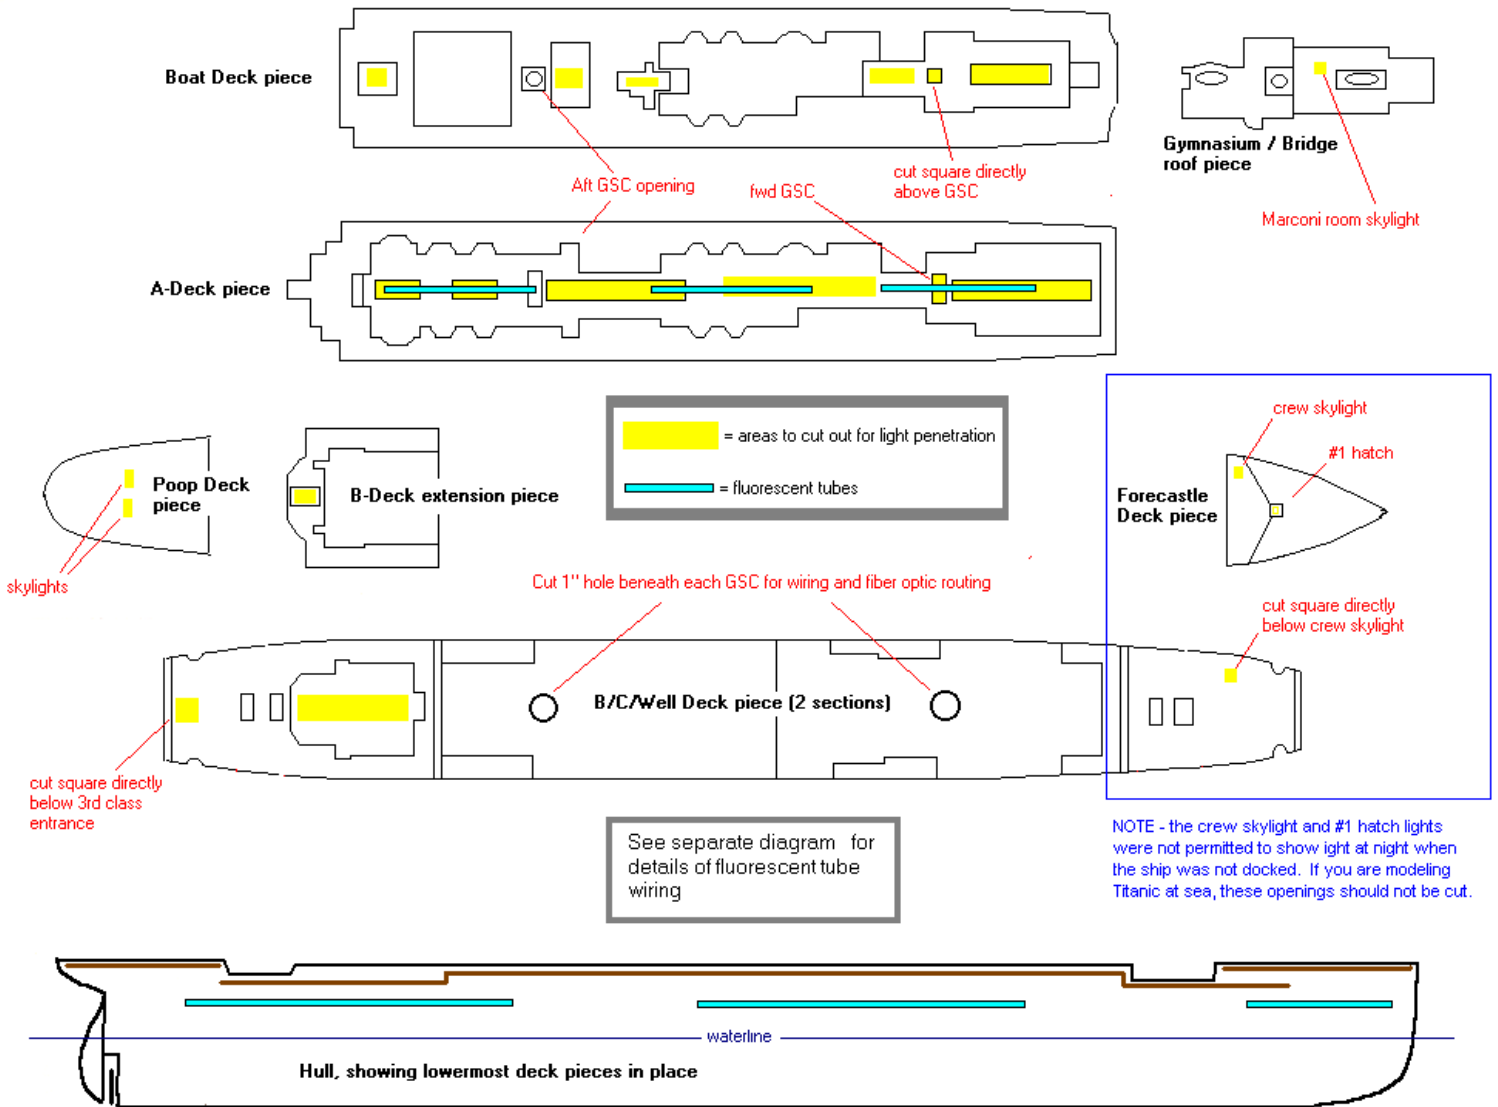 Boat Deck piece
Gymnasium / Bridge
roof piece
cut square directly
above GSC
Aft GSC opening
fwd GSC
Marconi room skylight
A-Deck piece
= areas to cut out for light penetration
= fluorescent tubes
crew skylight
#1 hatch
Forecastle
Deck piece
Poop Deck
piece
B-Deck extension piece
skylights
Cut 1" hole beneath each GSC for wiring and fiber optic routing
cut square directly
below crew skylight
B/C/Well Deck piece (2 sections)
cut square directly
below 3rd class
entrance
See separate diagram for
details of fluorescent tube
wiring
NOTE - the crew skylight and #1 hatch lights
were not permitted to show ight at night when
the ship was not docked. If you are modeling
Titanic at sea, these openings should not be cut.
waterline
Hull, showing lowermost deck pieces in place